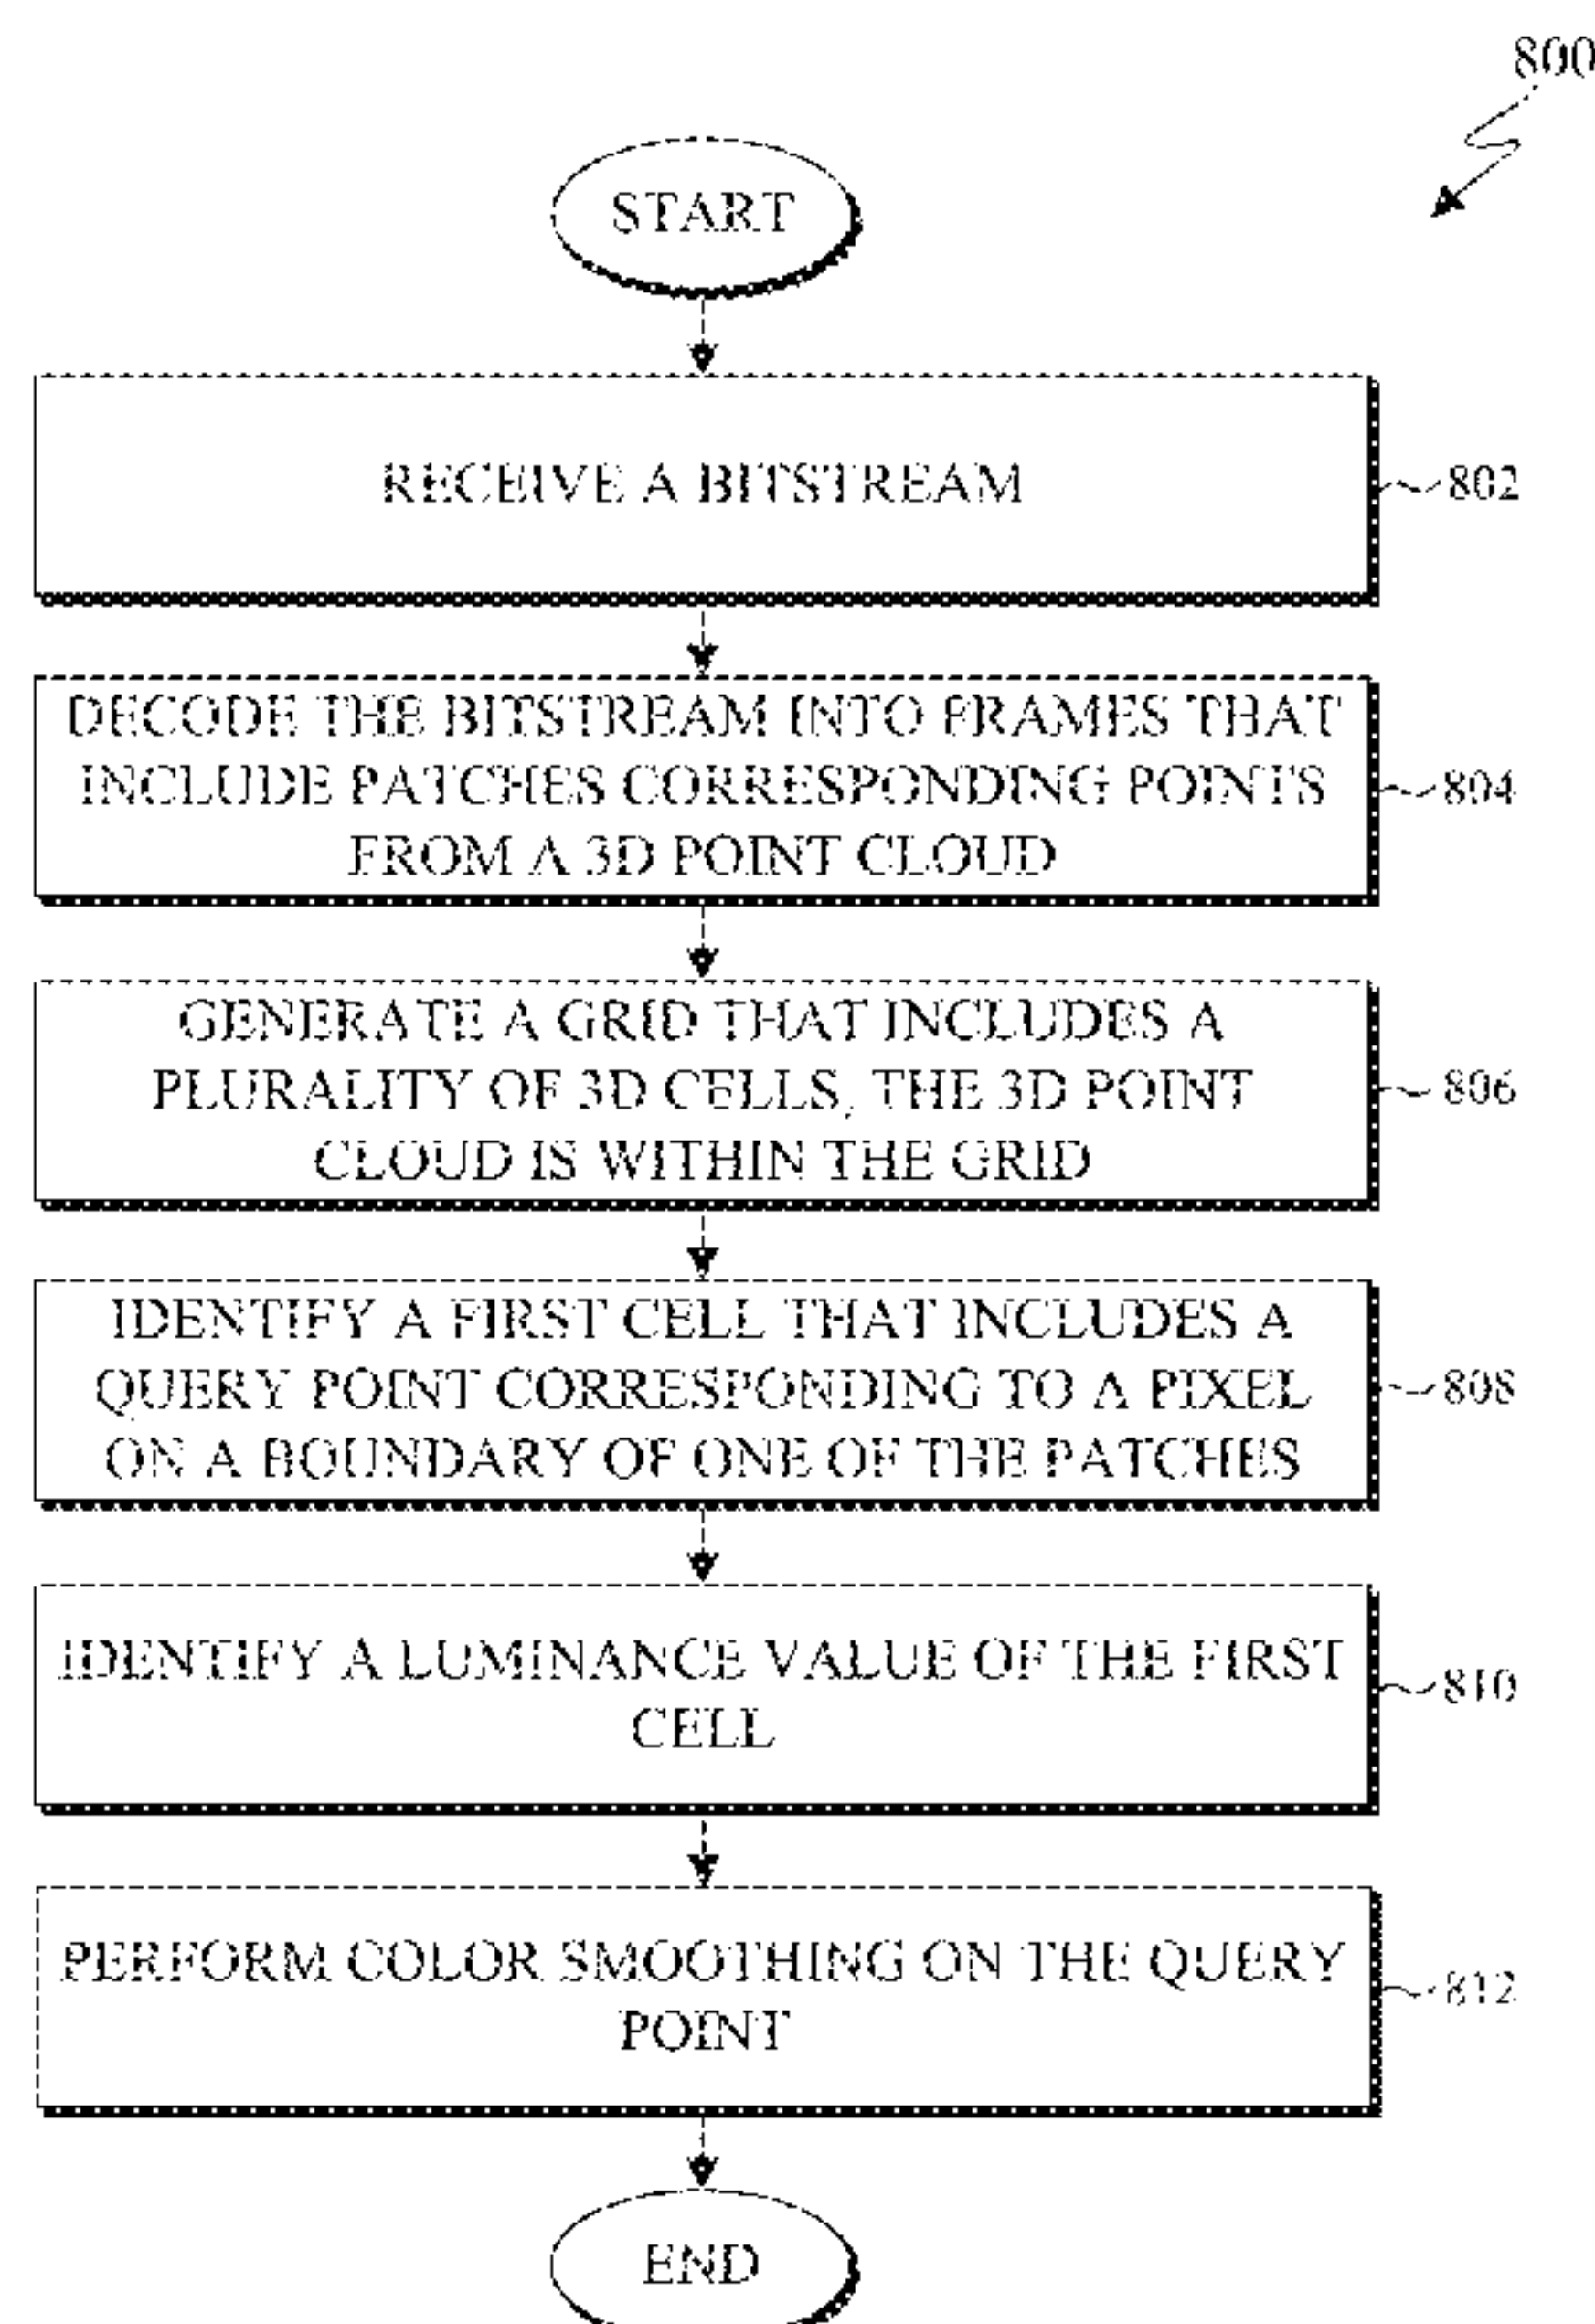 800
START
RECEIVE A BITSTREAM
802
DECODE THE BITSTREAM INTO FRAMES THAT
INCLUDE PATCHES CORRESPONDING POINTS
FROM A 3D POINT CLOUD
804
GENERATE A GRID THAT INCLUDES A
PLURALITY OF 3D CELLS, THE 3D POINT
CLOUD IS WITHIN THE GRID
806
IDENTIFY A FIRST CELL THAT INCLUDES A
QUERY POINT CORRESPONDING TO A PIXEL
ON A BOUNDARY OF ONE OF THE PATCHES
808
IDENTIFY A LUMINANCE VALUE OF THE FIRST
CELL
810
PERFORM COLOR SMOOTHING ON THE QUERY
POINT
812
END